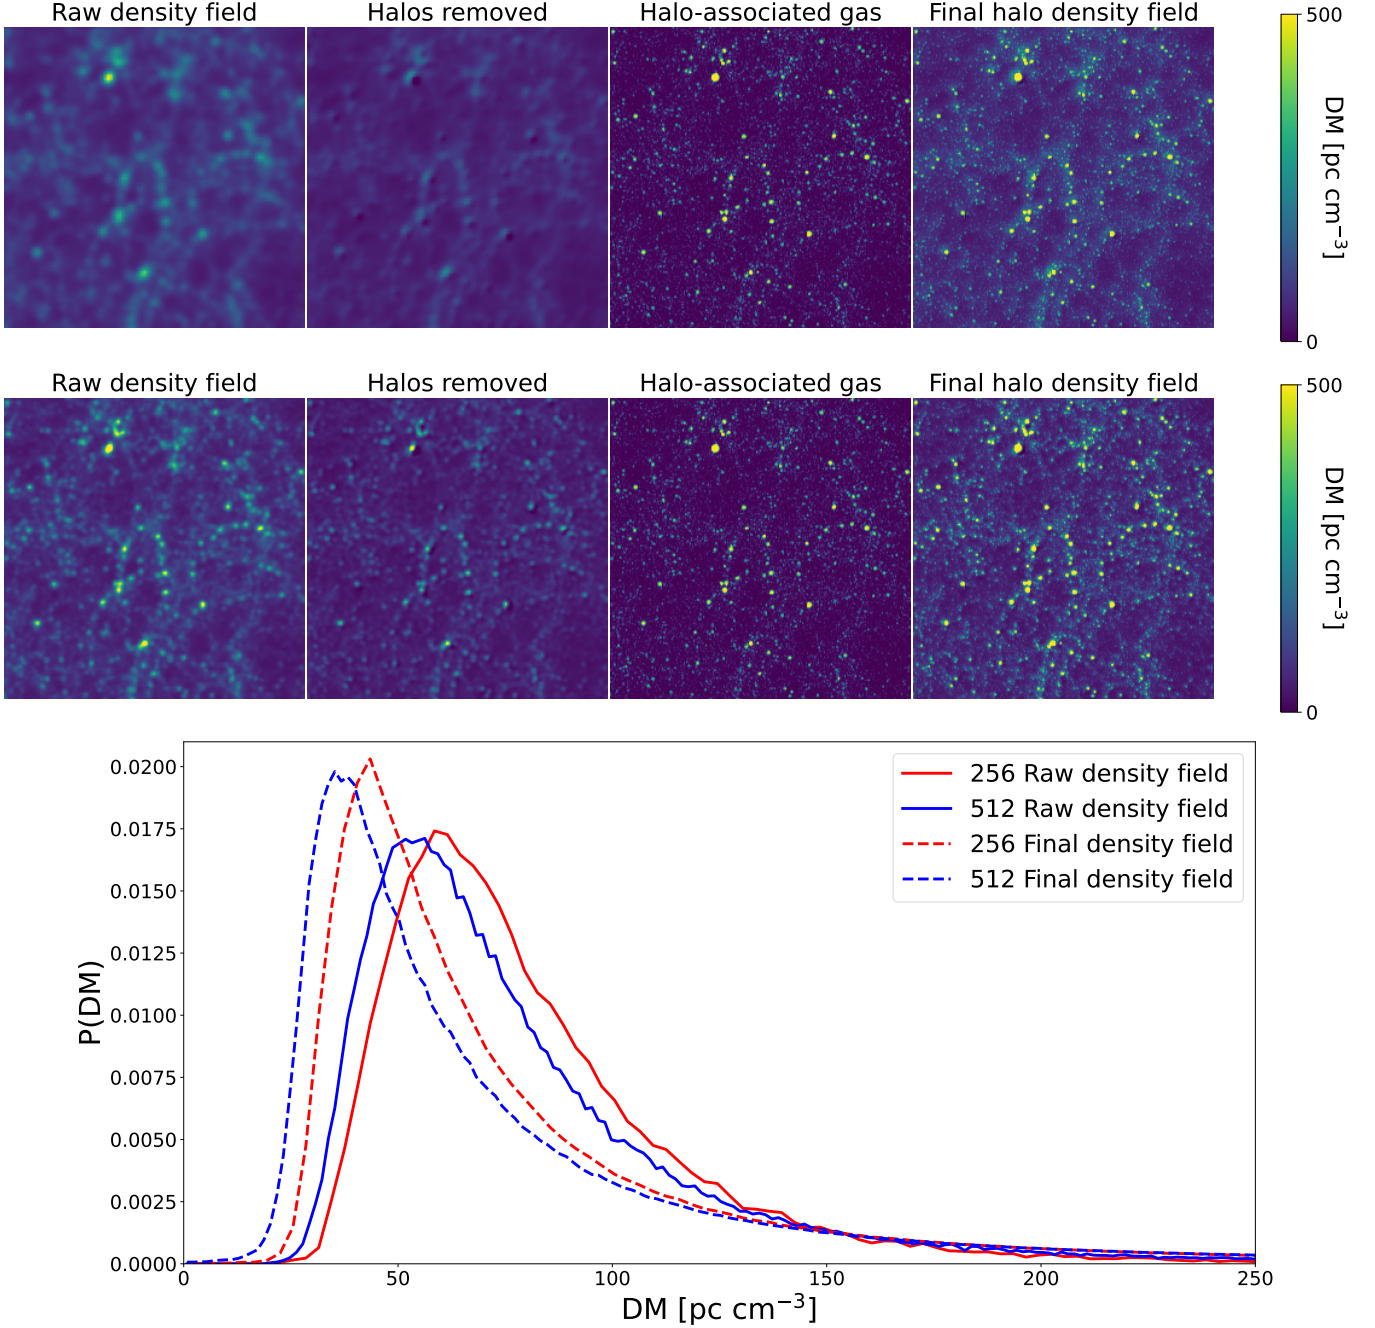 Raw density field Halos removed Halo-associated gas Final halo density field
500
DM [pc cm⁻³]
0
Raw density field Halos removed Halo-associated gas Final halo density field
500
DM [pc cm⁻³]
0
256 Raw density field
512 Raw density field
256 Final density field
512 Final density field
P(DM)
0.0200
0.0175
0.0150
0.0125
0.0100
0.0075
0.0050
0.0025
0.0000
0 50 100 150 200 250
DM [pc cm⁻³]